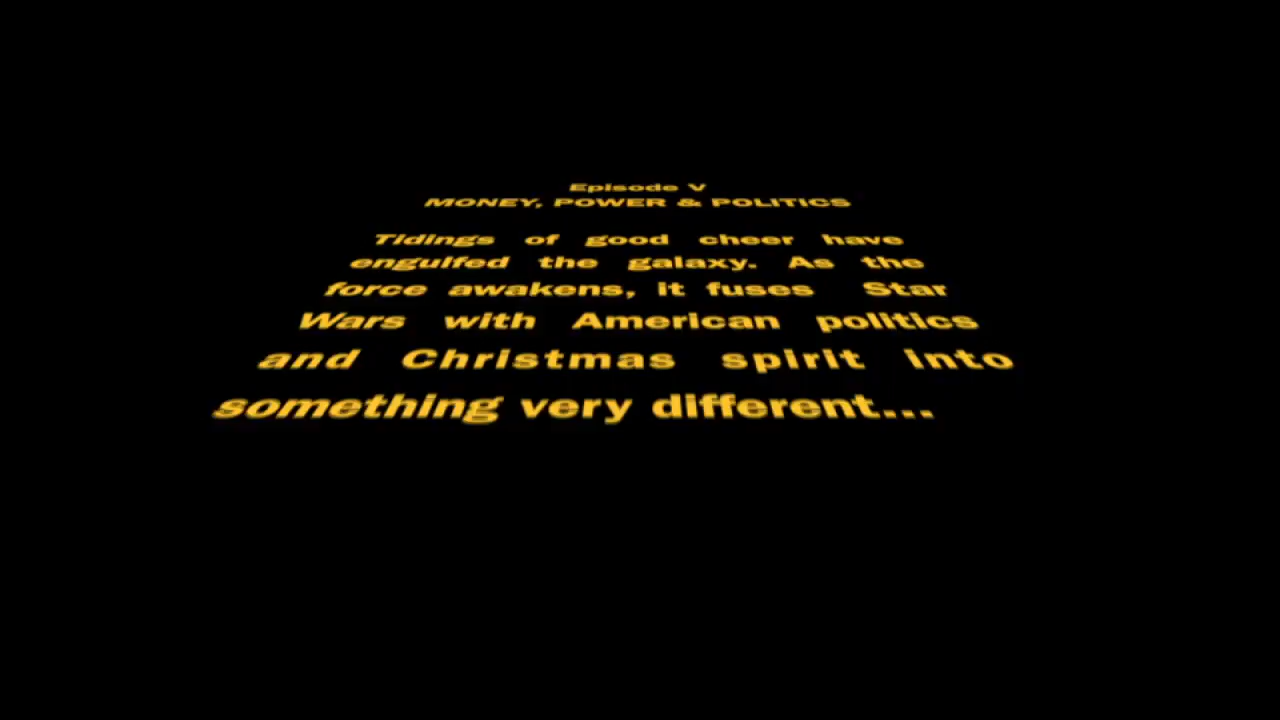 Episode V
MONEY, POWER & POLITICS
Tidings of good cheer have
engulfed the galaxy. As the
force awakens, it fuses Star
Wars with American politics
and Christmas spirit into
something very different...